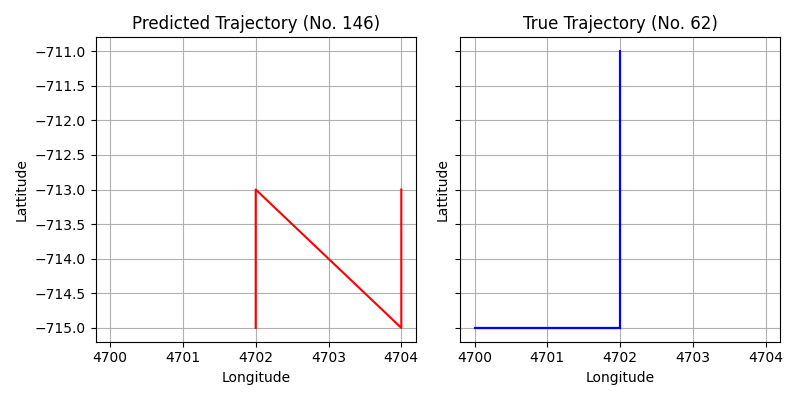 Predicted Trajectory (No. 146)
True Trajectory (No. 62)
−711.0
−711.5
−712.0
−712.5
−713.0
−713.5
−714.0
−714.5
−715.0
Lattitude
Lattitude
4700 4701 4702 4703 4704
4700 4701 4702 4703 4704
Longitude
Longitude